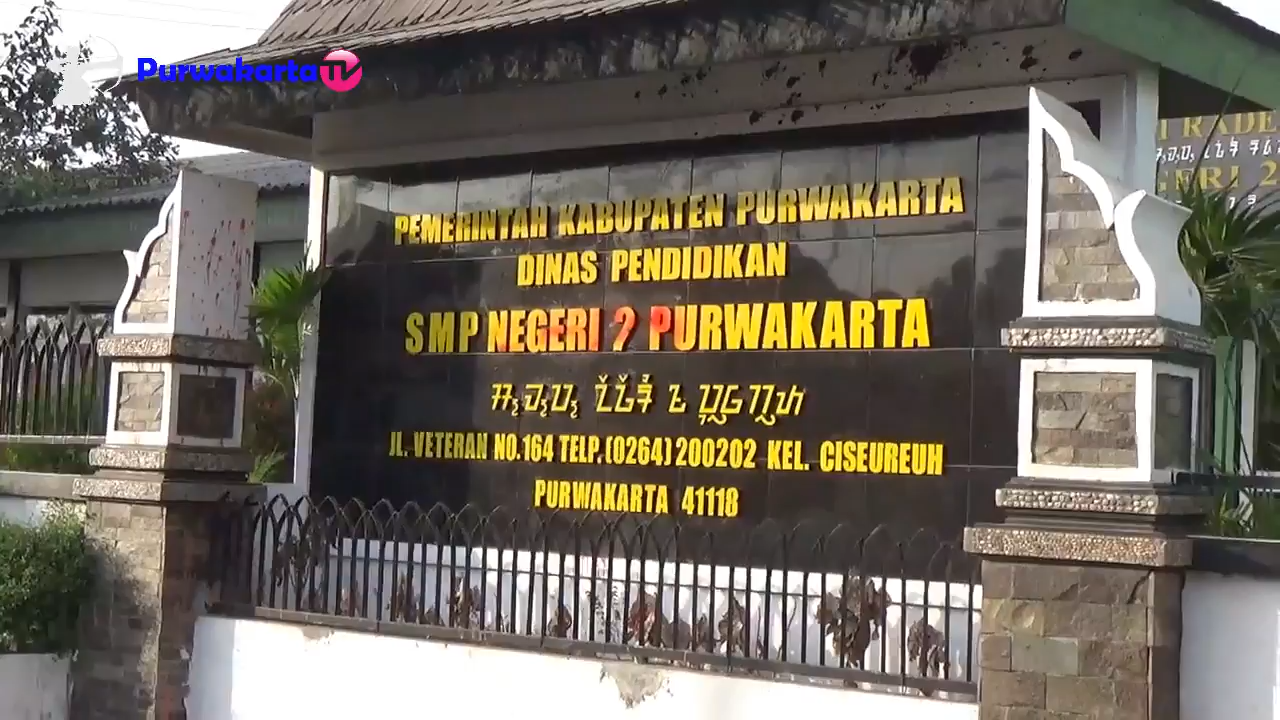 PurwakartaTV
PEMERINTAH KABUPATEN PURWAKARTA
DINAS PENDIDIKAN
SMP NEGERI 2 PURWAKARTA
JL. VETERAN NO.164 TELP.(0264) 200202 KEL. CISEUREUH
PURWAKARTA 41118